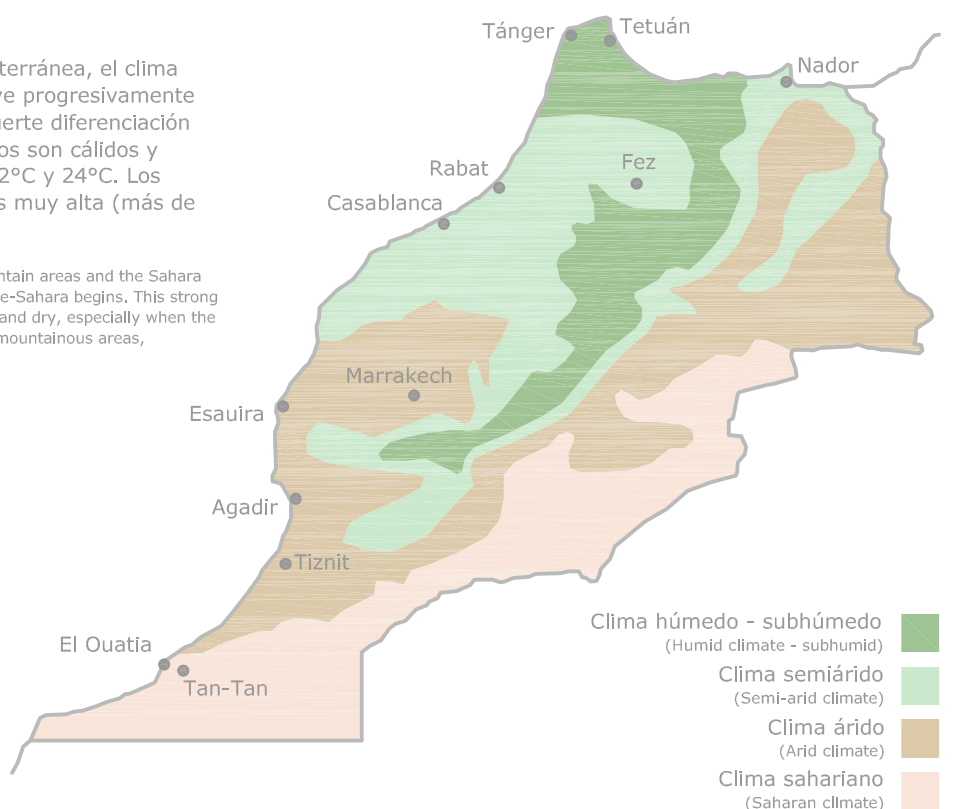 terránea, el clima
ve progresivamente
uerte diferenciación
os son cálidos y
2°C y 24°C. Los
s muy alta (más de
ntain areas and the Sahara
e-Sahara begins. This strong
and dry, especially when the
mountainous areas,
Tánger
Tetuán
Nador
Fez
Rabat
Casablanca
Marrakech
Esauira
Agadir
Tiznit
El Ouatia
Tan-Tan
Clima húmedo - subhúmedo
(Humid climate - subhumid)
Clima semiárido
(Semi-arid climate)
Clima árido
(Arid climate)
Clima sahariano
(Saharan climate)